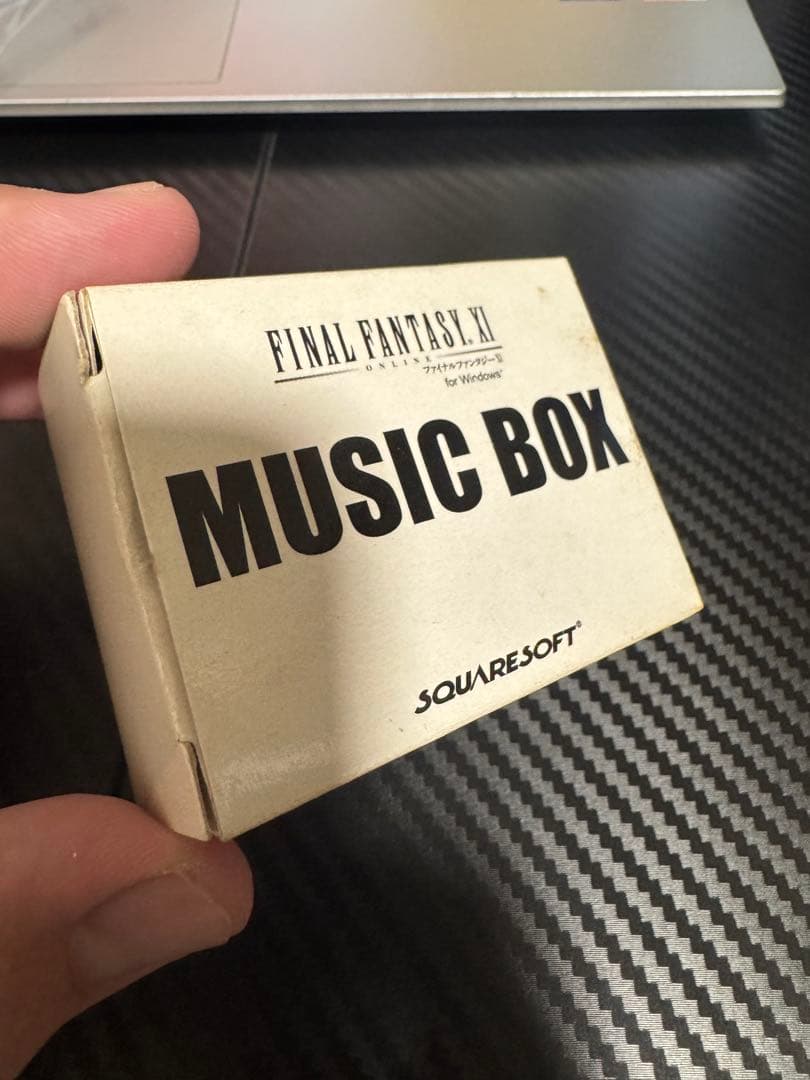 FINAL FANTASY® XI
ONLINE
ファイナルファンタジーXI
for Windows®
MUSIC BOX
SQUARESOFT®